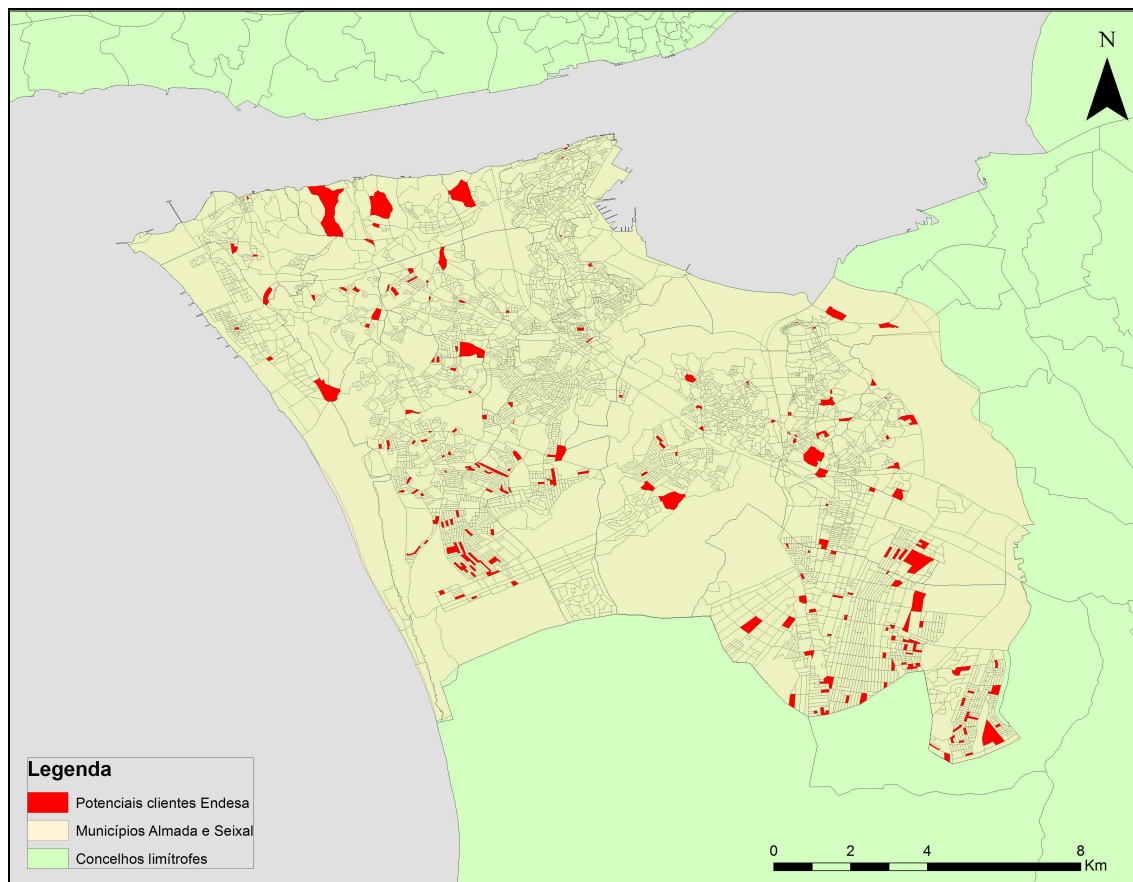 N
Legenda
Potenciais clientes Endesa
Municípios Almada e Seixal
Concelhos limítrofes
0 2 4 8
Km